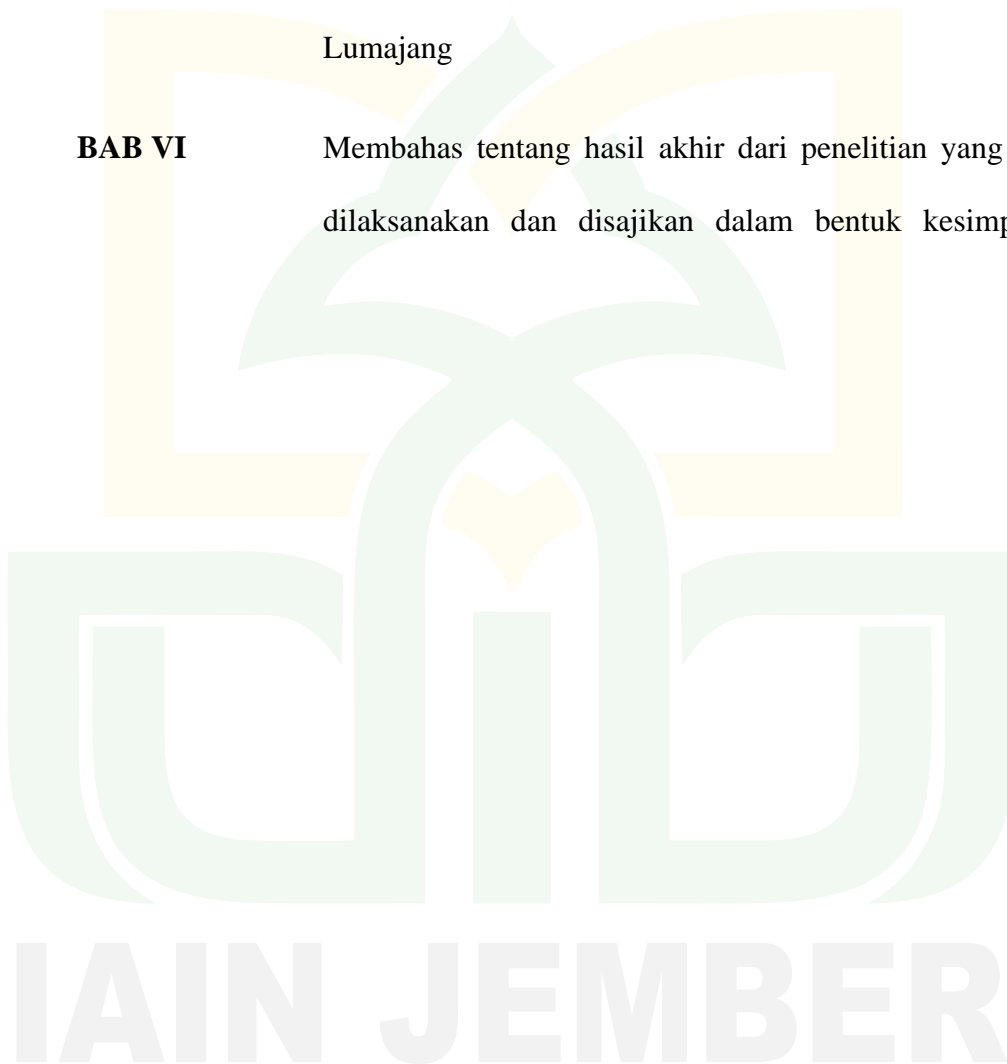 Lumajang
BAB VI Membahas tentang hasil akhir dari penelitian yang
dilaksanakan dan disajikan dalam bentuk
IAIN JEMBER